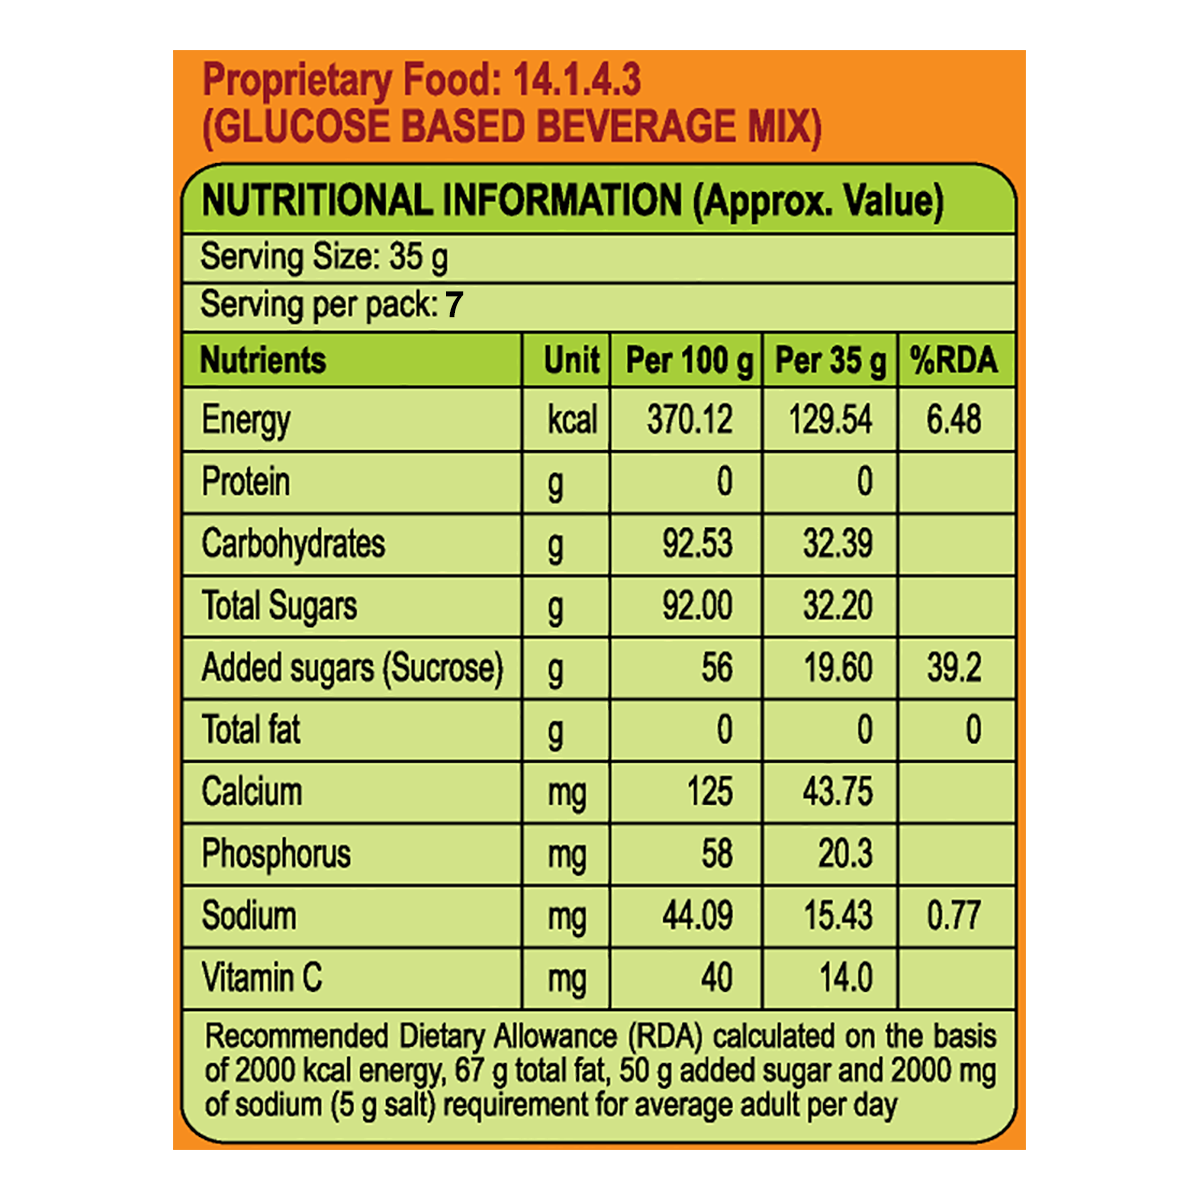 Proprietary Food: 14.1.4.3
(GLUCOSE BASED BEVERAGE MIX)
NUTRITIONAL INFORMATION (Approx. Value)
Serving Size: 35 g
Serving per pack: 7
Nutrients Unit Per 100 g Per 35 g %RDA
Energy kcal 370.12 129.54 6.48
Protein g 0 0
Carbohydrates g 92.53 32.39
Total Sugars g 92.00 32.20
Added sugars (Sucrose) g 56 19.60 39.2
Total fat g 0 0 0
Calcium mg 125 43.75
Phosphorus mg 58 20.3
Sodium mg 44.09 15.43 0.77
Vitamin C mg 40 14.0
Recommended Dietary Allowance (RDA) calculated on the basis
of 2000 kcal energy, 67 g total fat, 50 g added sugar and 2000 mg
of sodium (5 g salt) requirement for average adult per day